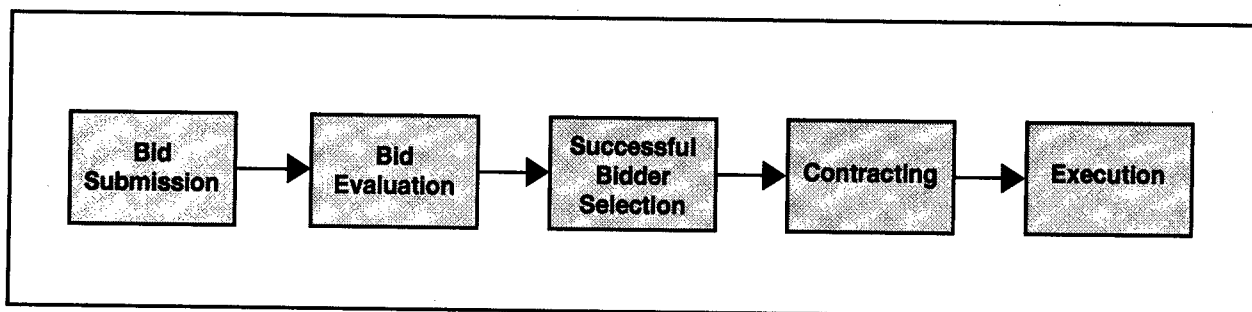 Bid
Submission
Bid
Evaluation
Successful
Bidder
Selection
Contracting
Execution